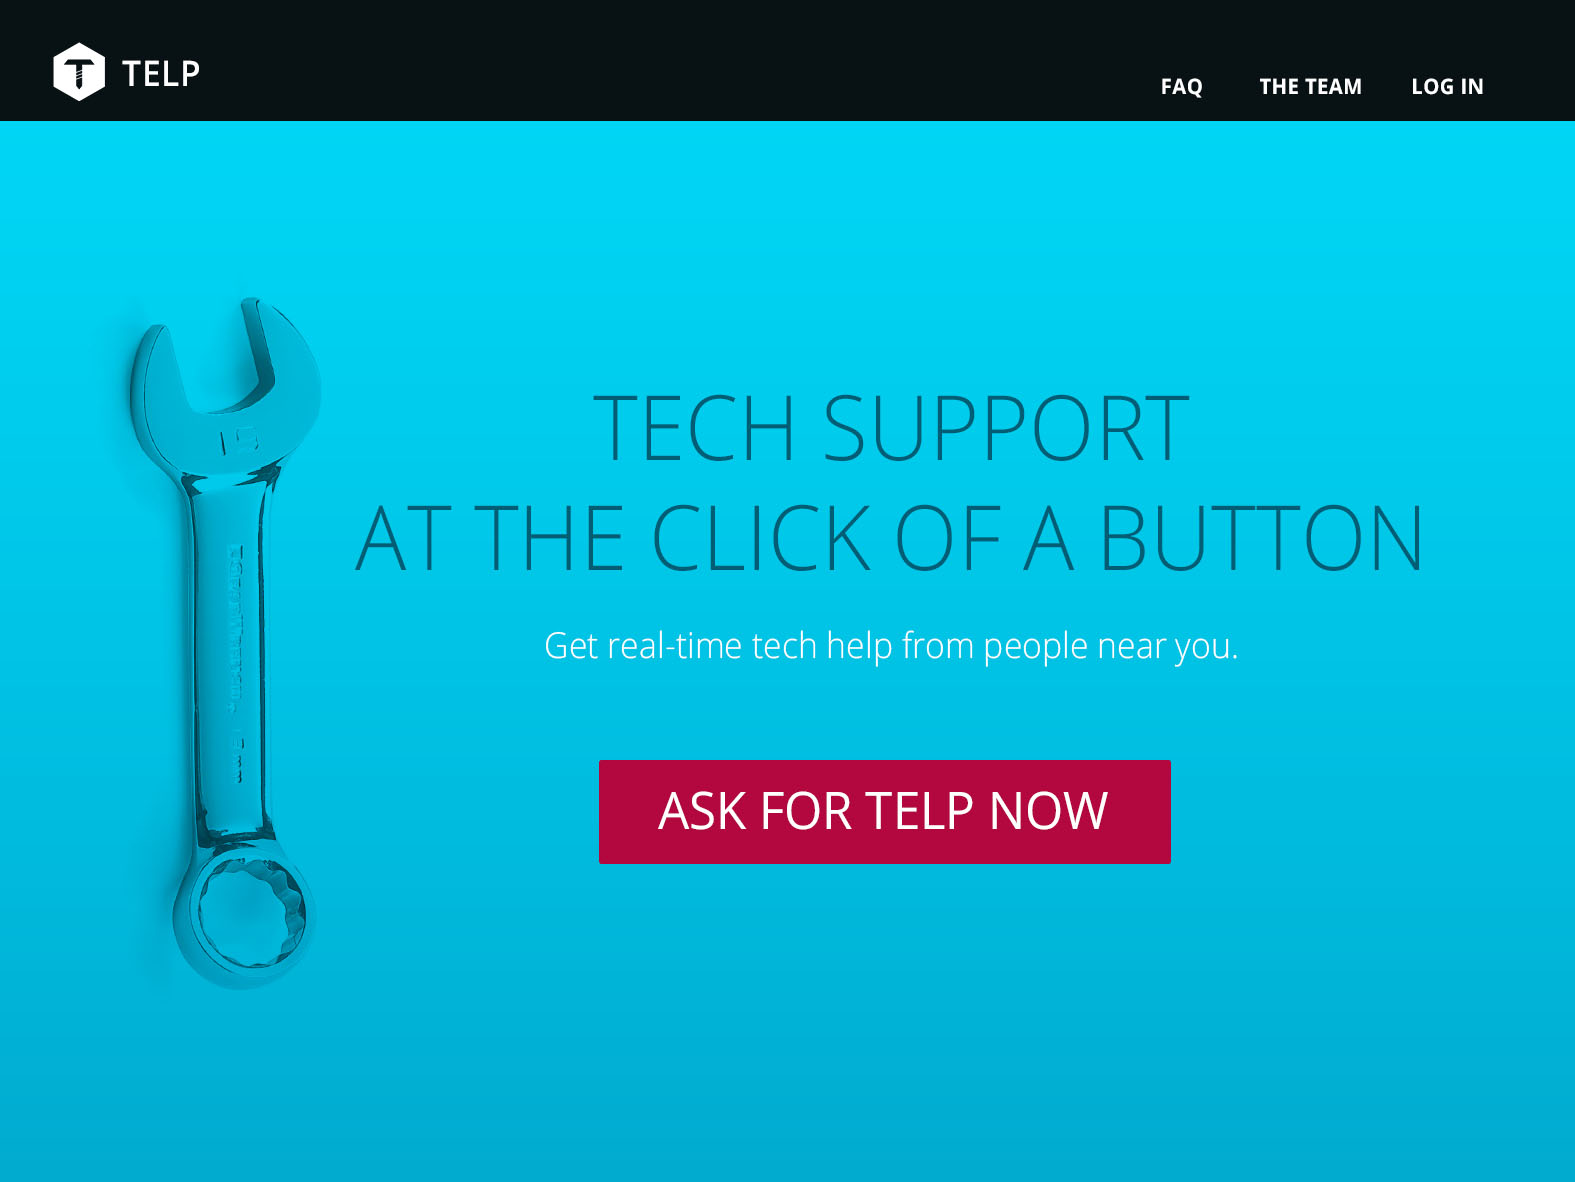 TELP
FAQ
THE TEAM
LOG IN
TECH SUPPORT
AT THE CLICK OF A BUTTON
Get real-time tech help from people near you.
ASK FOR TELP NOW
15